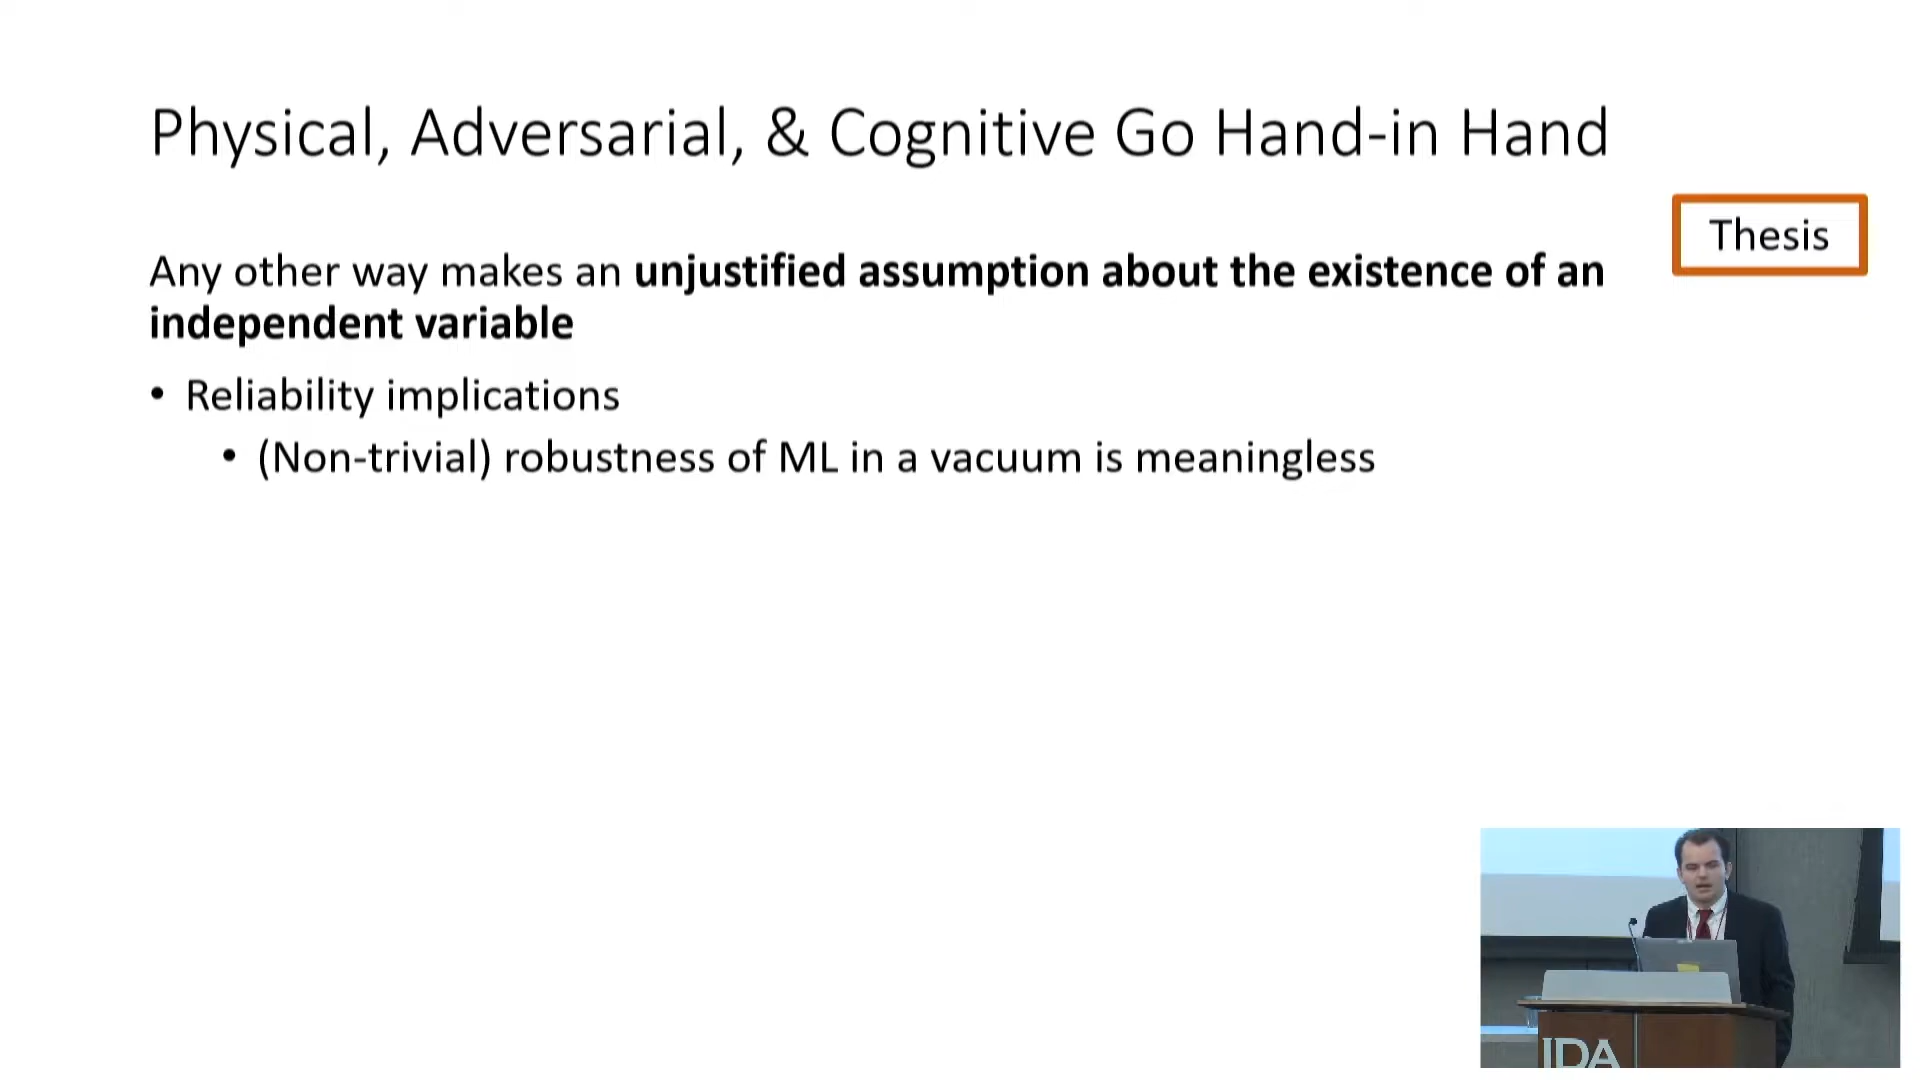 Physical, Adversarial, & Cognitive Go Hand-in Hand
Thesis
Any other way makes an unjustified assumption about the existence of an
independent variable
• Reliability implications
• (Non-trivial) robustness of ML in a vacuum is meaningless
IDA